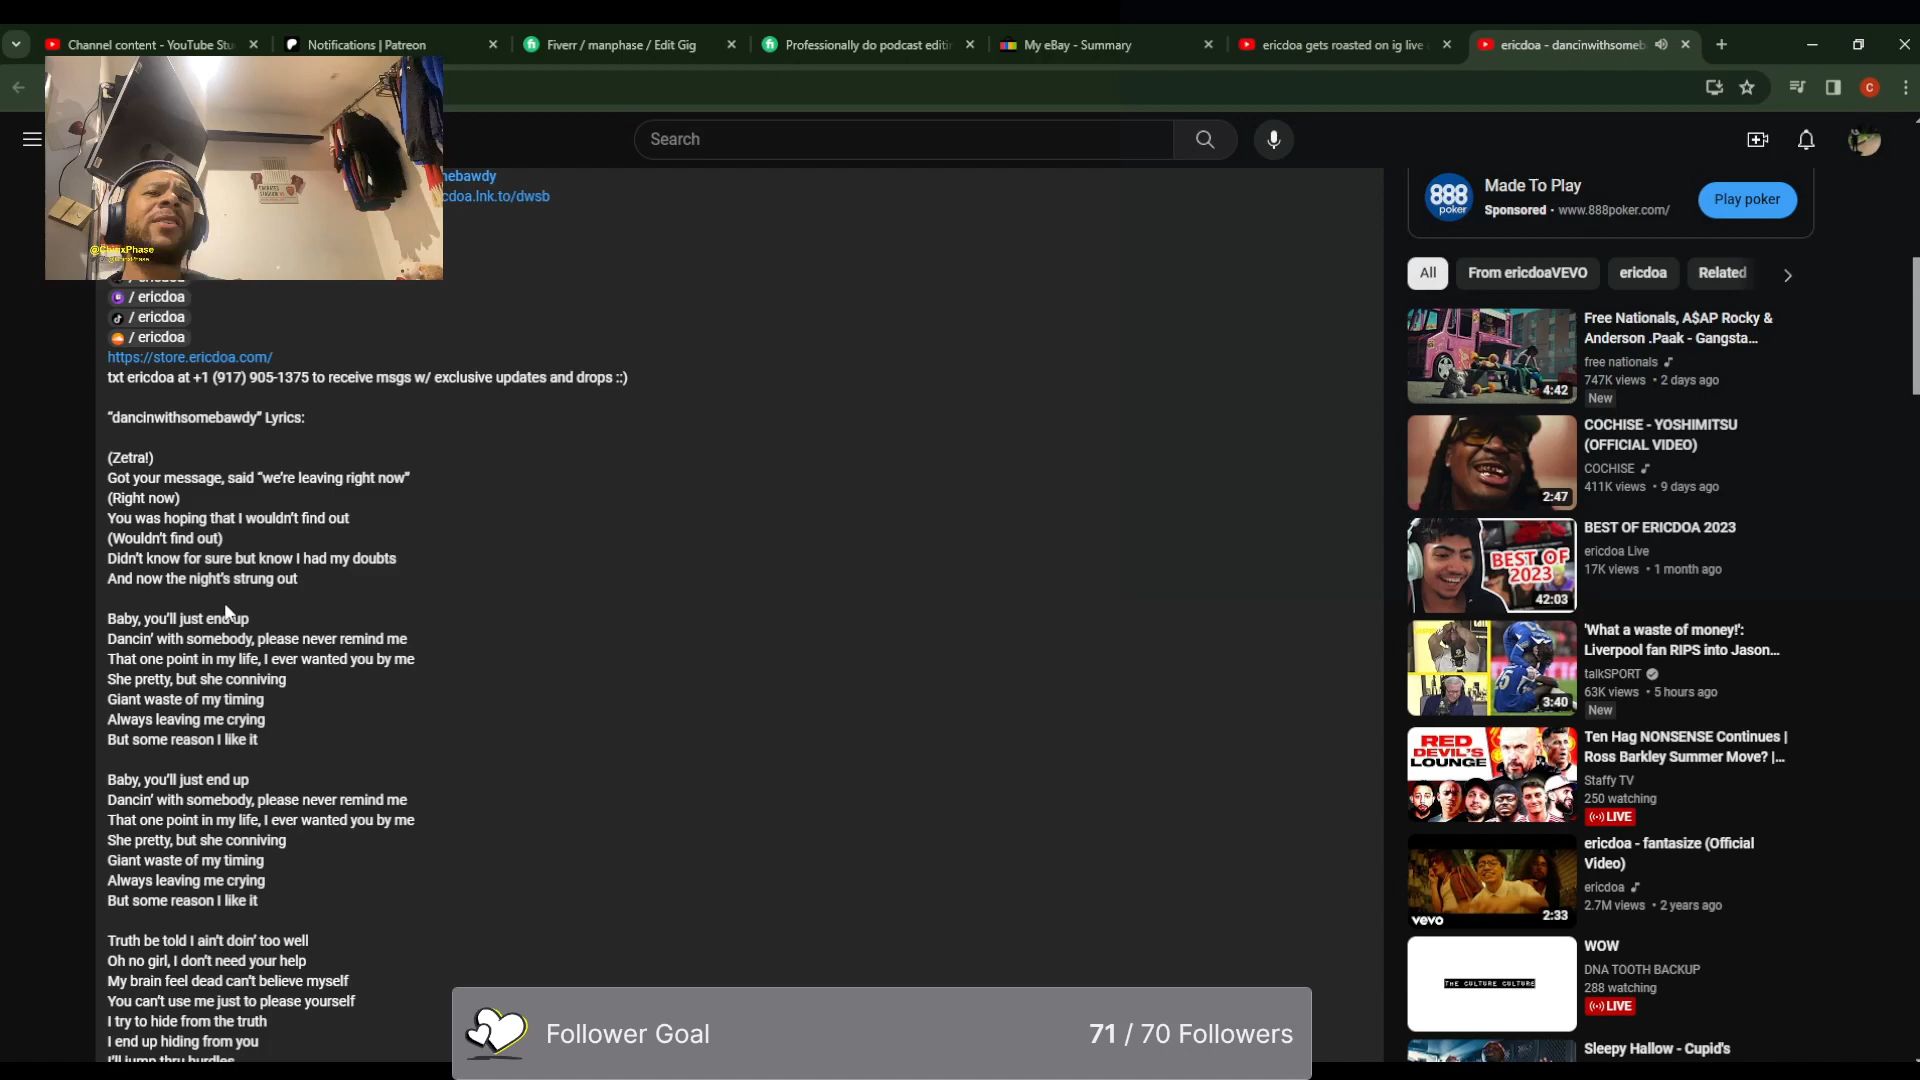 Channel content - YouTube Stu
Notifications | Patreon
Fiverr / manphase / Edit Gig
Professionally do podcast editin
My eBay - Summary
ericdoa gets roasted on ig live
ericdoa - dancinwithsomeb
C
Search
@ChinxPhase
nebawdy
cdoa.lnk.to/dwsb
/ ericdoa
/ ericdoa
/ ericdoa
https://store.ericdoa.com/
txt ericdoa at +1 (917) 905-1375 to receive msgs w/ exclusive updates and drops ::)
“dancinwithsomebawdy” Lyrics:
(Zetra!)
Got your message, said “we’re leaving right now”
(Right now)
You was hoping that I wouldn’t find out
(Wouldn’t find out)
Didn’t know for sure but know I had my doubts
And now the night’s strung out
Baby, you’ll just end up
Dancin’ with somebody, please never remind me
That one point in my life, I ever wanted you by me
She pretty, but she conniving
Giant waste of my timing
Always leaving me crying
But some reason I like it
Baby, you’ll just end up
Dancin’ with somebody, please never remind me
That one point in my life, I ever wanted you by me
She pretty, but she conniving
Giant waste of my timing
Always leaving me crying
But some reason I like it
Truth be told I ain’t doin’ too well
Oh no girl, I don’t need your help
My brain feel dead can’t believe myself
You can’t use me just to please yourself
I try to hide from the truth
I end up hiding from you
I’ll jump thru hurdles
Follower Goal
71 / 70 Followers
888
poker
Made To Play
Sponsored · www.888poker.com/
Play poker
All
From ericdoaVEVO
ericdoa
Related
4:42
Free Nationals, A$AP Rocky &
Anderson .Paak - Gangsta...
free nationals
747K views • 2 days ago
New
2:47
COCHISE - YOSHIMITSU
(OFFICIAL VIDEO)
COCHISE
411K views • 9 days ago
BEST OF
2023
42:03
BEST OF ERICDOA 2023
ericdoa Live
17K views • 1 month ago
3:40
'What a waste of money!':
Liverpool fan RIPS into Jason...
talkSPORT
63K views • 5 hours ago
New
RED
DEVIL'S
LOUNGE
Ten Hag NONSENSE Continues |
Ross Barkley Summer Move? |...
Staffy TV
250 watching
LIVE
vevo
2:33
ericdoa - fantasize (Official
Video)
ericdoa
2.7M views • 2 years ago
THE CULTURE CULTURE
WOW
DNA TOOTH BACKUP
288 watching
LIVE
Sleepy Hallow - Cupid's